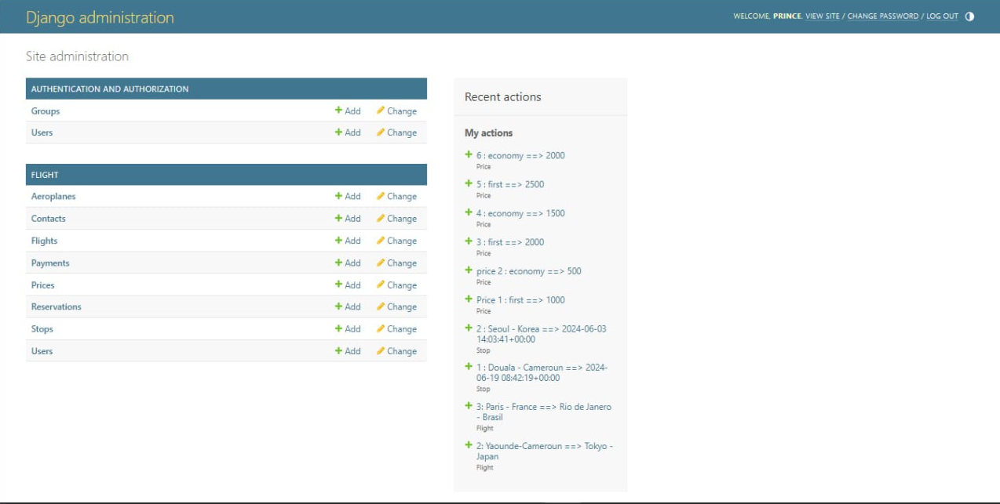 Django administration
WELCOME, PRINCE. VIEW SITE / CHANGE PASSWORD / LOG OUT
Site administration
AUTHENTICATION AND AUTHORIZATION
Groups Add Change
Users Add Change
FLIGHT
Aeroplanes Add Change
Contacts Add Change
Flights Add Change
Payments Add Change
Prices Add Change
Reservations Add Change
Stops Add Change
Users Add Change
Recent actions
My actions
6 : economy ==> 2000
Price
5 : first ==> 2500
Price
4 : economy ==> 1500
Price
3 : first ==> 2000
Price
price 2 : economy ==> 500
Price
Price 1 : first ==> 1000
Price
2 : Seoul - Korea ==> 2024-06-03
14:03:41+00:00
Stop
1 : Douala - Cameroun ==> 2024-
06-19 08:42:19+00:00
Stop
3: Paris - France ==> Rio de Janero
- Brasil
Flight
2: Yaounde-Cameroun ==> Tokyo -
Japan
Flight